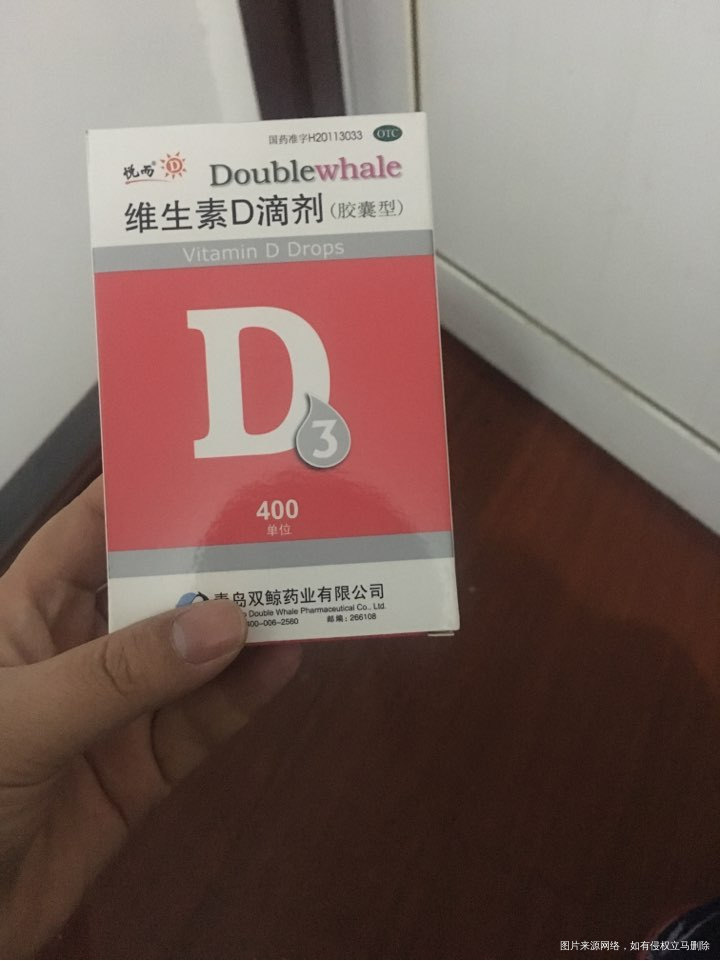 国药准字H20113033 OTC
悦而® D
Doublewhale
维生素D滴剂(胶囊型)
Vitamin D Drops
D
3
400
单位
青岛双鲸药业有限公司
Double Whale Pharmaceutical Co., Ltd.
400-006-2560 邮编:266108
图片来源网络，如有侵权立马删除